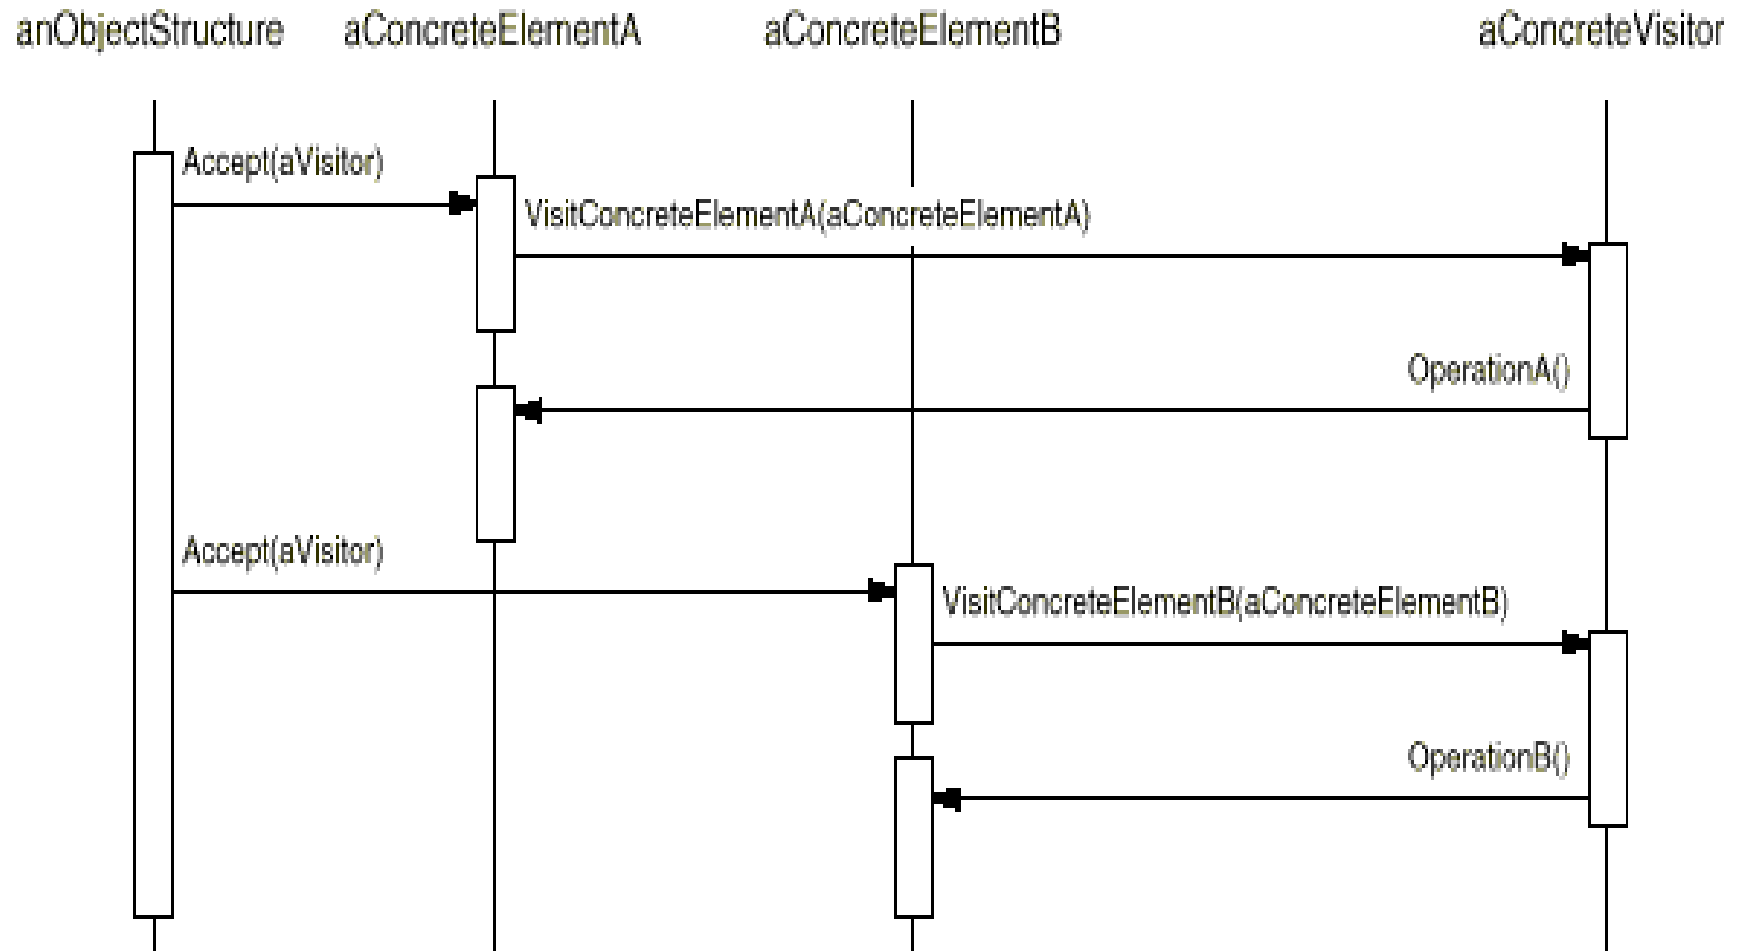 anObjectStructure aConcreteElementA aConcreteElementB aConcreteVisitor
Accept(aVisitor)
VisitConcreteElementA(aConcreteElementA)
OperationA()
Accept(aVisitor)
VisitConcreteElementB(aConcreteElementB)
OperationB()